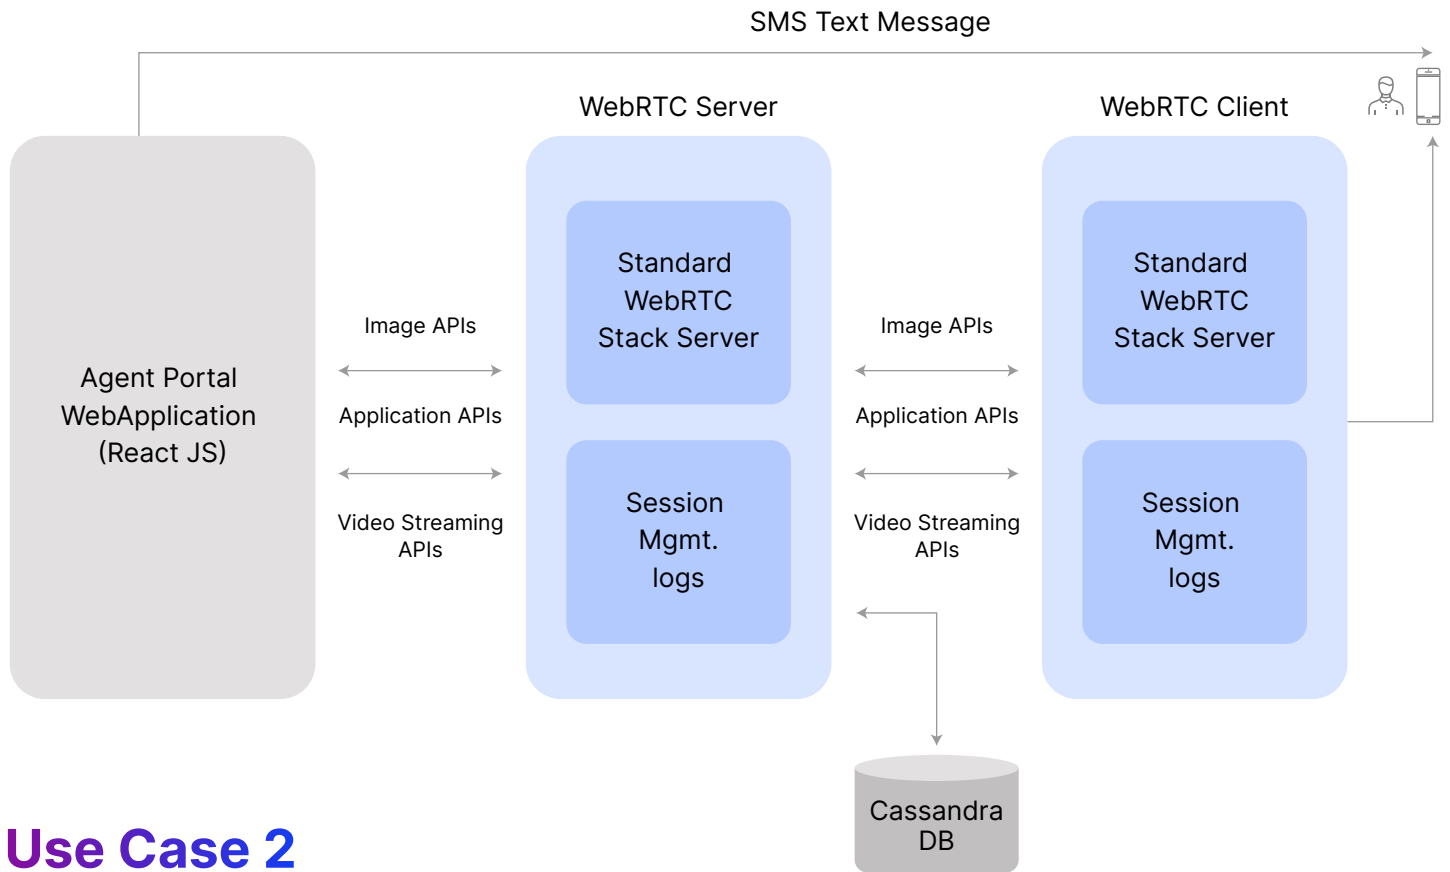 SMS Text Message
WebRTC Server
WebRTC Client
Agent Portal
WebApplication
(React JS)
Image APIs
Application APIs
Video Streaming
APIs
Standard
WebRTC
Stack Server
Session
Mgmt.
logs
Image APIs
Application APIs
Video Streaming
APIs
Standard
WebRTC
Stack Server
Session
Mgmt.
logs
Cassandra
DB
Use Case 2